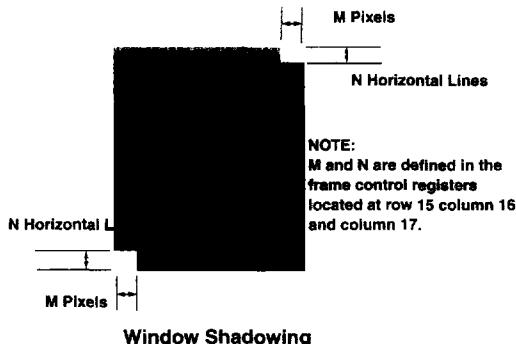 M Pixels
N Horizontal Lines
NOTE:
M and N are defined in the
frame control registers
located at row 15 column 16
and column 17.
N Horizontal L
M Pixels
Window Shadowing